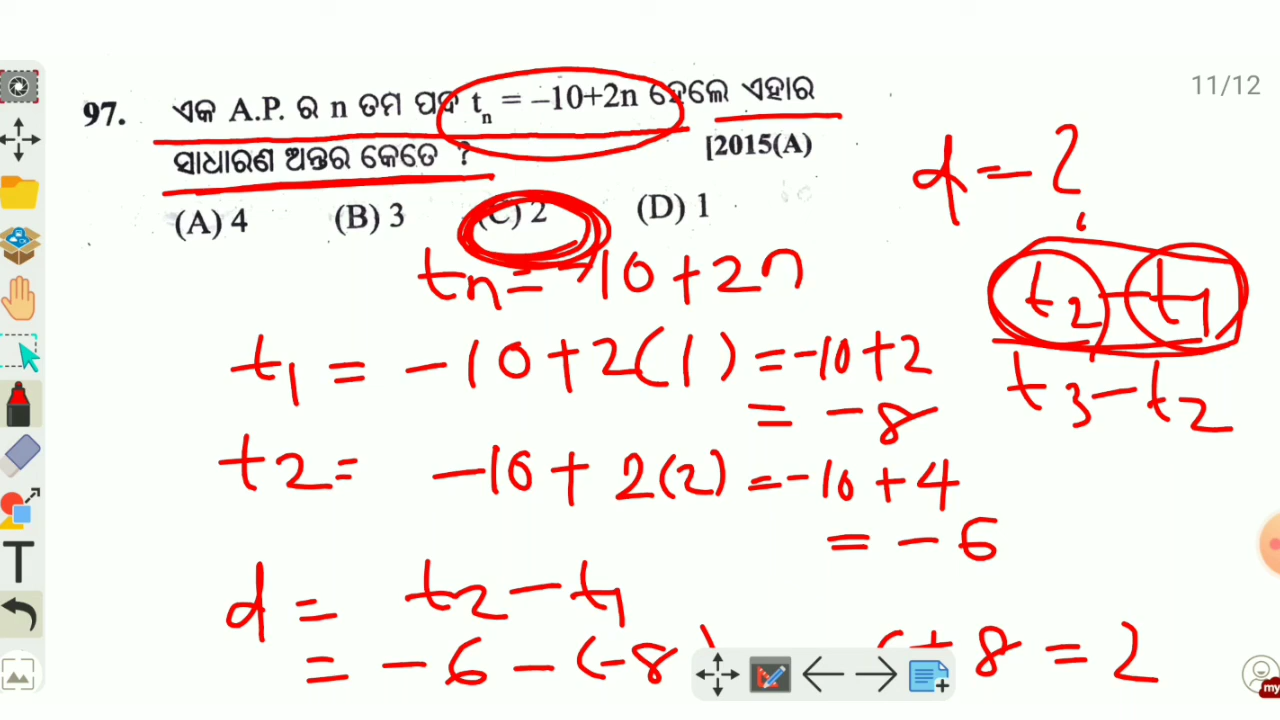 11/12
97. ଏକ A.P. ର n ତମ ପଦ tn = –10+2n ହେଲେ ଏହାର
ସାଧାରଣ ଅନ୍ତର କେତେ ? [2015(A)
(A) 4 (B) 3 (C) 2 (D) 1
d = ?
tn = -10 + 2n
t2 - t1
t1 = -10 + 2(1) = -10 + 2
= -8
t3 - t2
t2 = -10 + 2(2) = -10 + 4
= -6
d = t2 - t1
= -6 - (-8) 8 = 2
T
my